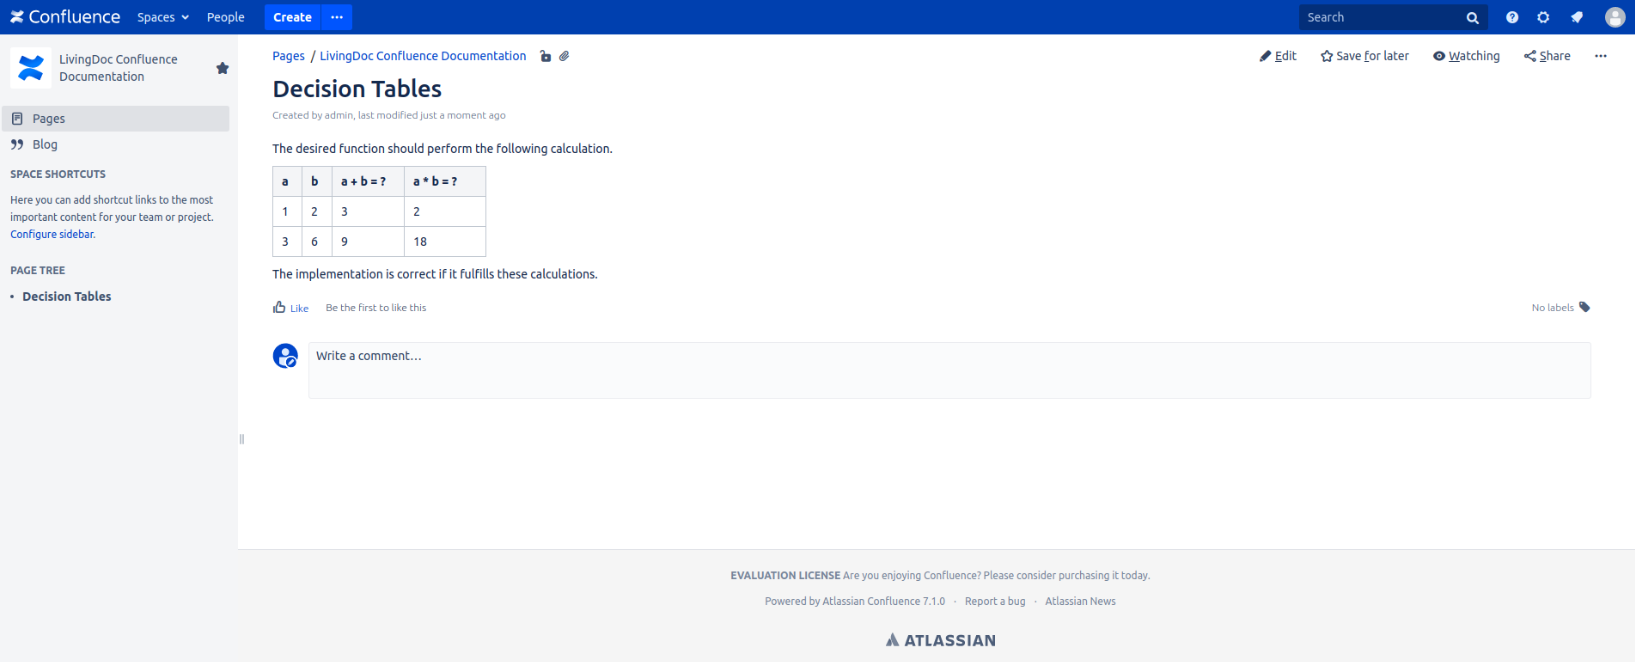 Confluence Spaces People Create ··· Search
LivingDoc Confluence
Documentation
Pages
Blog
SPACE SHORTCUTS
Here you can add shortcut links to the most
important content for your team or project.
Configure sidebar.
PAGE TREE
• Decision Tables
Pages / LivingDoc Confluence Documentation
Edit Save for later Watching Share ···
Decision Tables
Created by admin, last modified just a moment ago
The desired function should perform the following calculation.
a b a + b = ? a * b = ?
1 2 3 2
3 6 9 18
The implementation is correct if it fulfills these calculations.
Like Be the first to like this No labels
Write a comment…
EVALUATION LICENSE Are you enjoying Confluence? Please consider purchasing it today.
Powered by Atlassian Confluence 7.1.0 · Report a bug · Atlassian News
ATLASSIAN